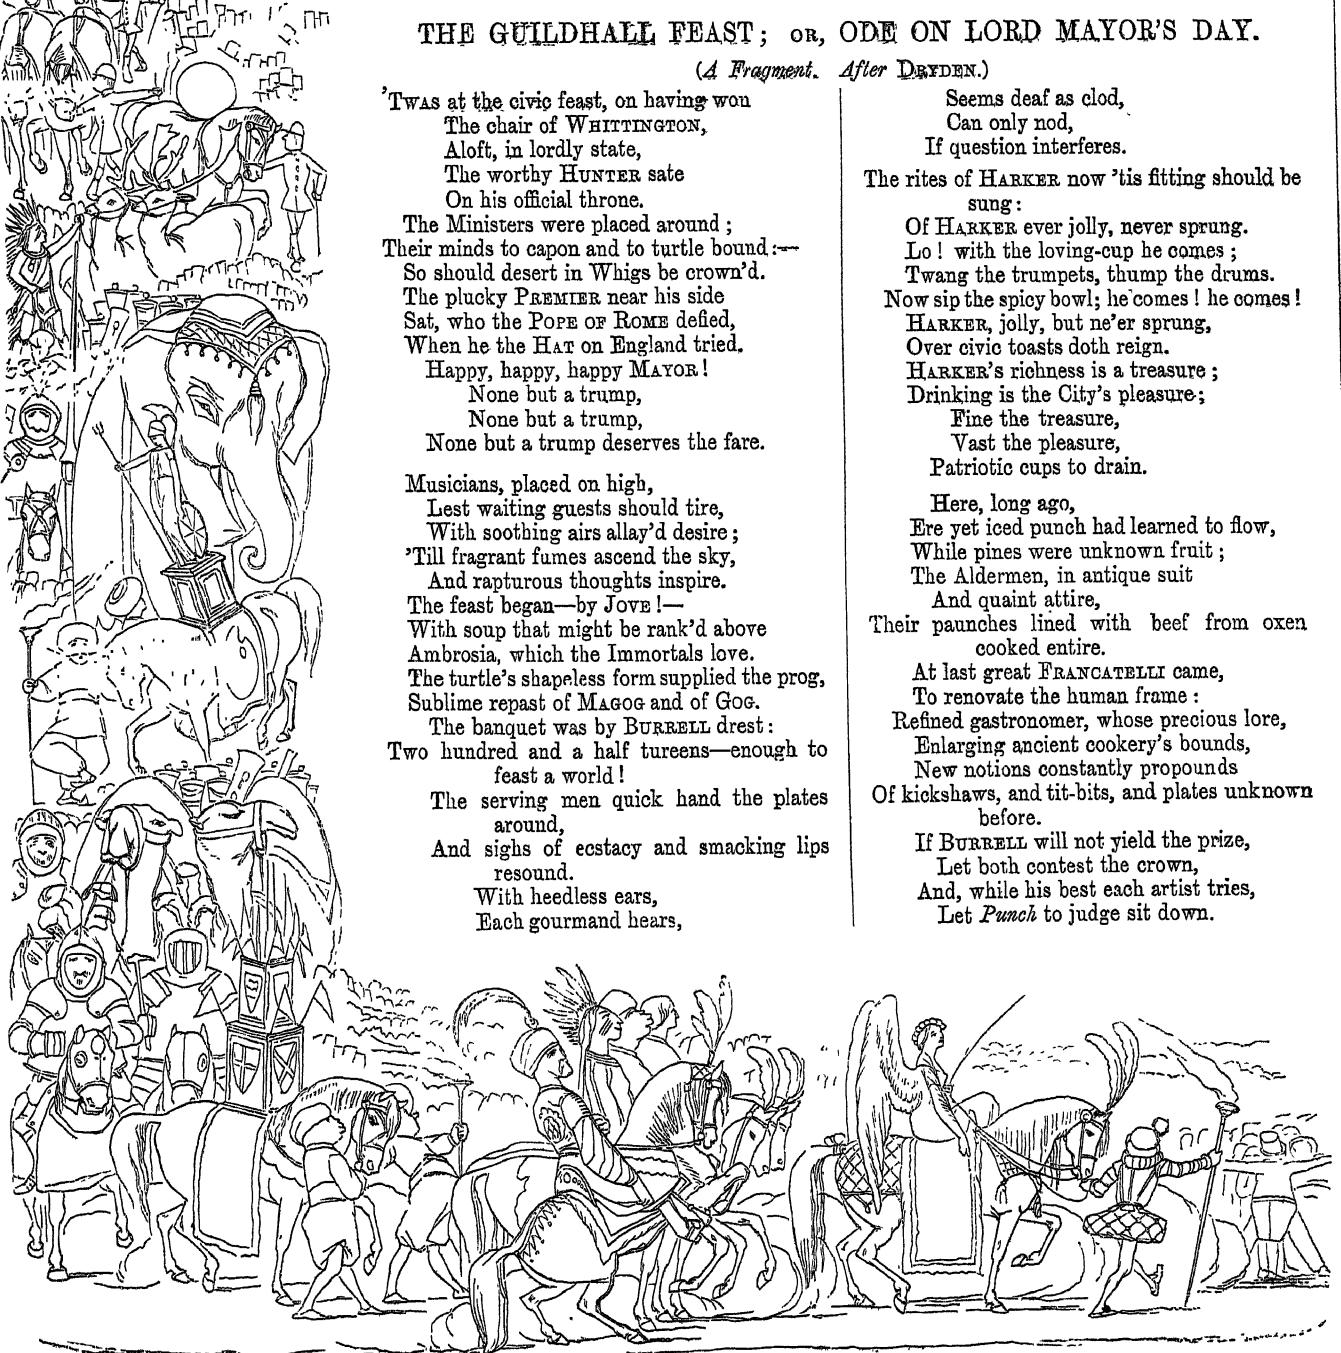 THE GUILDHALL FEAST; OR, ODE ON LORD MAYOR'S DAY.
(A Fragment. After DRYDEN.)
'TWAS at the civic feast, on having won
The chair of WHITTINGTON,
Aloft, in lordly state,
The worthy HUNTER sate
On his official throne.
The Ministers were placed around;
Their minds to capon and to turtle bound:—
So should desert in Whigs be crown'd.
The plucky PREMIER near his side
Sat, who the POPE OF ROME defied,
When he the HAT on England tried.
Happy, happy, happy MAYOR!
None but a trump,
None but a trump,
None but a trump deserves the fare.
Musicians, placed on high,
Lest waiting guests should tire,
With soothing airs allay'd desire;
'Till fragrant fumes ascend the sky,
And rapturous thoughts inspire.
The feast began—by JOVE!—
With soup that might be rank'd above
Ambrosia, which the Immortals love.
The turtle's shapeless form supplied the prog,
Sublime repast of MAGOG and of GOG.
The banquet was by BURRELL drest:
Two hundred and a half tureens—enough to
feast a world!
The serving men quick hand the plates
around,
And sighs of ecstacy and smacking lips
resound.
With heedless ears,
Each gourmand hears,
Seems deaf as clod,
Can only nod,
If question interferes.
The rites of HARKER now 'tis fitting should be
sung:
Of HARKER ever jolly, never sprung.
Lo! with the loving-cup he comes;
Twang the trumpets, thump the drums.
Now sip the spicy bowl; he comes! he comes!
HARKER, jolly, but ne'er sprung,
Over civic toasts doth reign.
HARKER'S richness is a treasure;
Drinking is the City's pleasure;
Fine the treasure,
Vast the pleasure,
Patriotic cups to drain.
Here, long ago,
Ere yet iced punch had learned to flow,
While pines were unknown fruit;
The Aldermen, in antique suit
And quaint attire,
Their paunches lined with beef from oxen
cooked entire.
At last great FRANCATELLI came,
To renovate the human frame:
Refined gastronomer, whose precious lore,
Enlarging ancient cookery's bounds,
New notions constantly propounds
Of kickshaws, and tit-bits, and plates unknown
before.
If BURRELL will not yield the prize,
Let both contest the crown,
And, while his best each artist tries,
Let Punch to judge sit down.